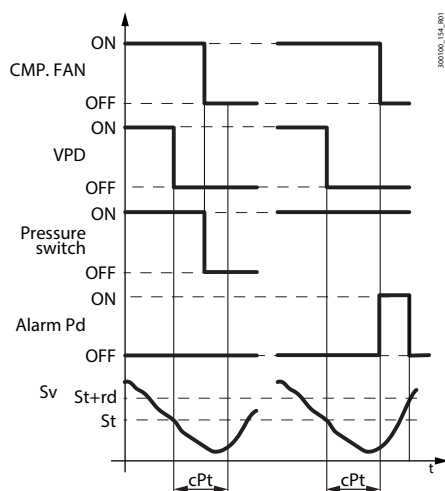 ON
CMP. FAN
OFF
ON
VPD
OFF
ON
Pressure
switch
OFF
ON
Alarm Pd
OFF
Sv
St+rd
St
t
cPt
cPt
300100_154_R01